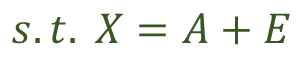 s.t. X = A + E